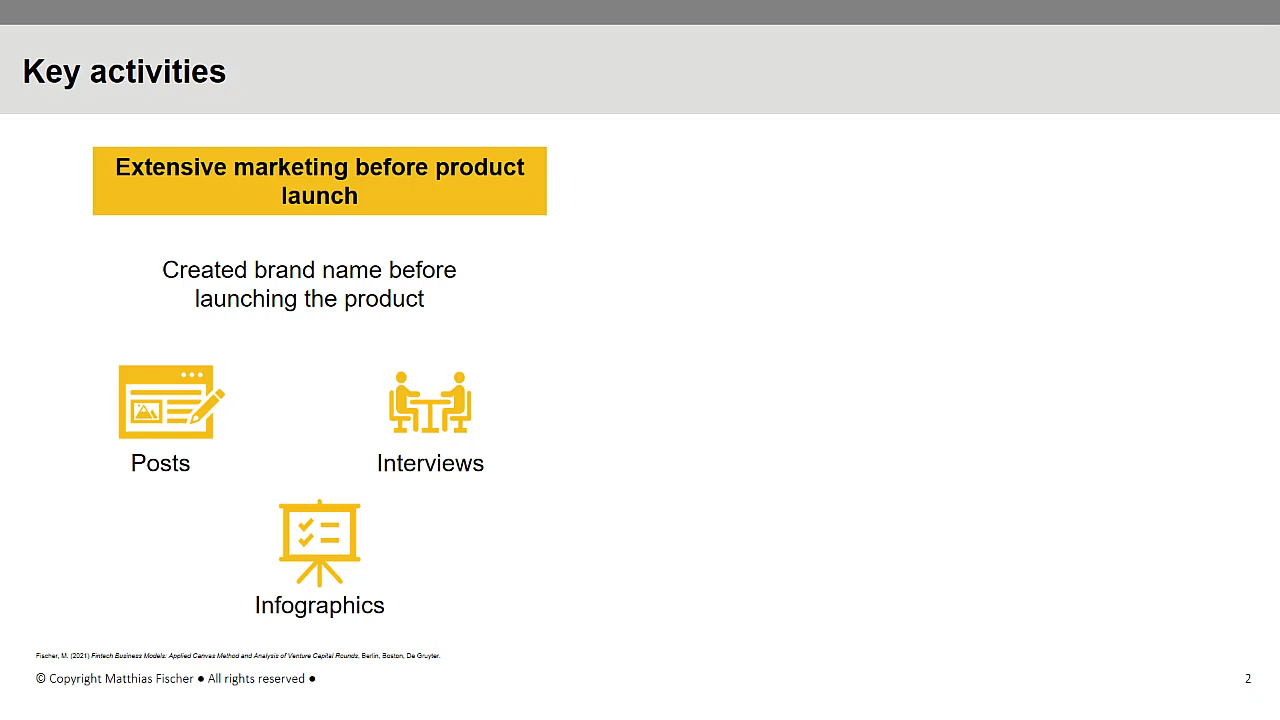 Key activities
Extensive marketing before product
launch
Created brand name before
launching the product
Posts
Interviews
Infographics
Fischer, M. (2021) Fintech Business Models: Applied Canvas Method and Analysis of Venture Capital Rounds, Berlin, Boston, De Gruyter.
© Copyright Matthias Fischer ● All rights reserved ●
2